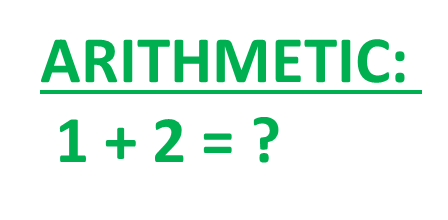 ARITHMETIC:
1 + 2 = ?